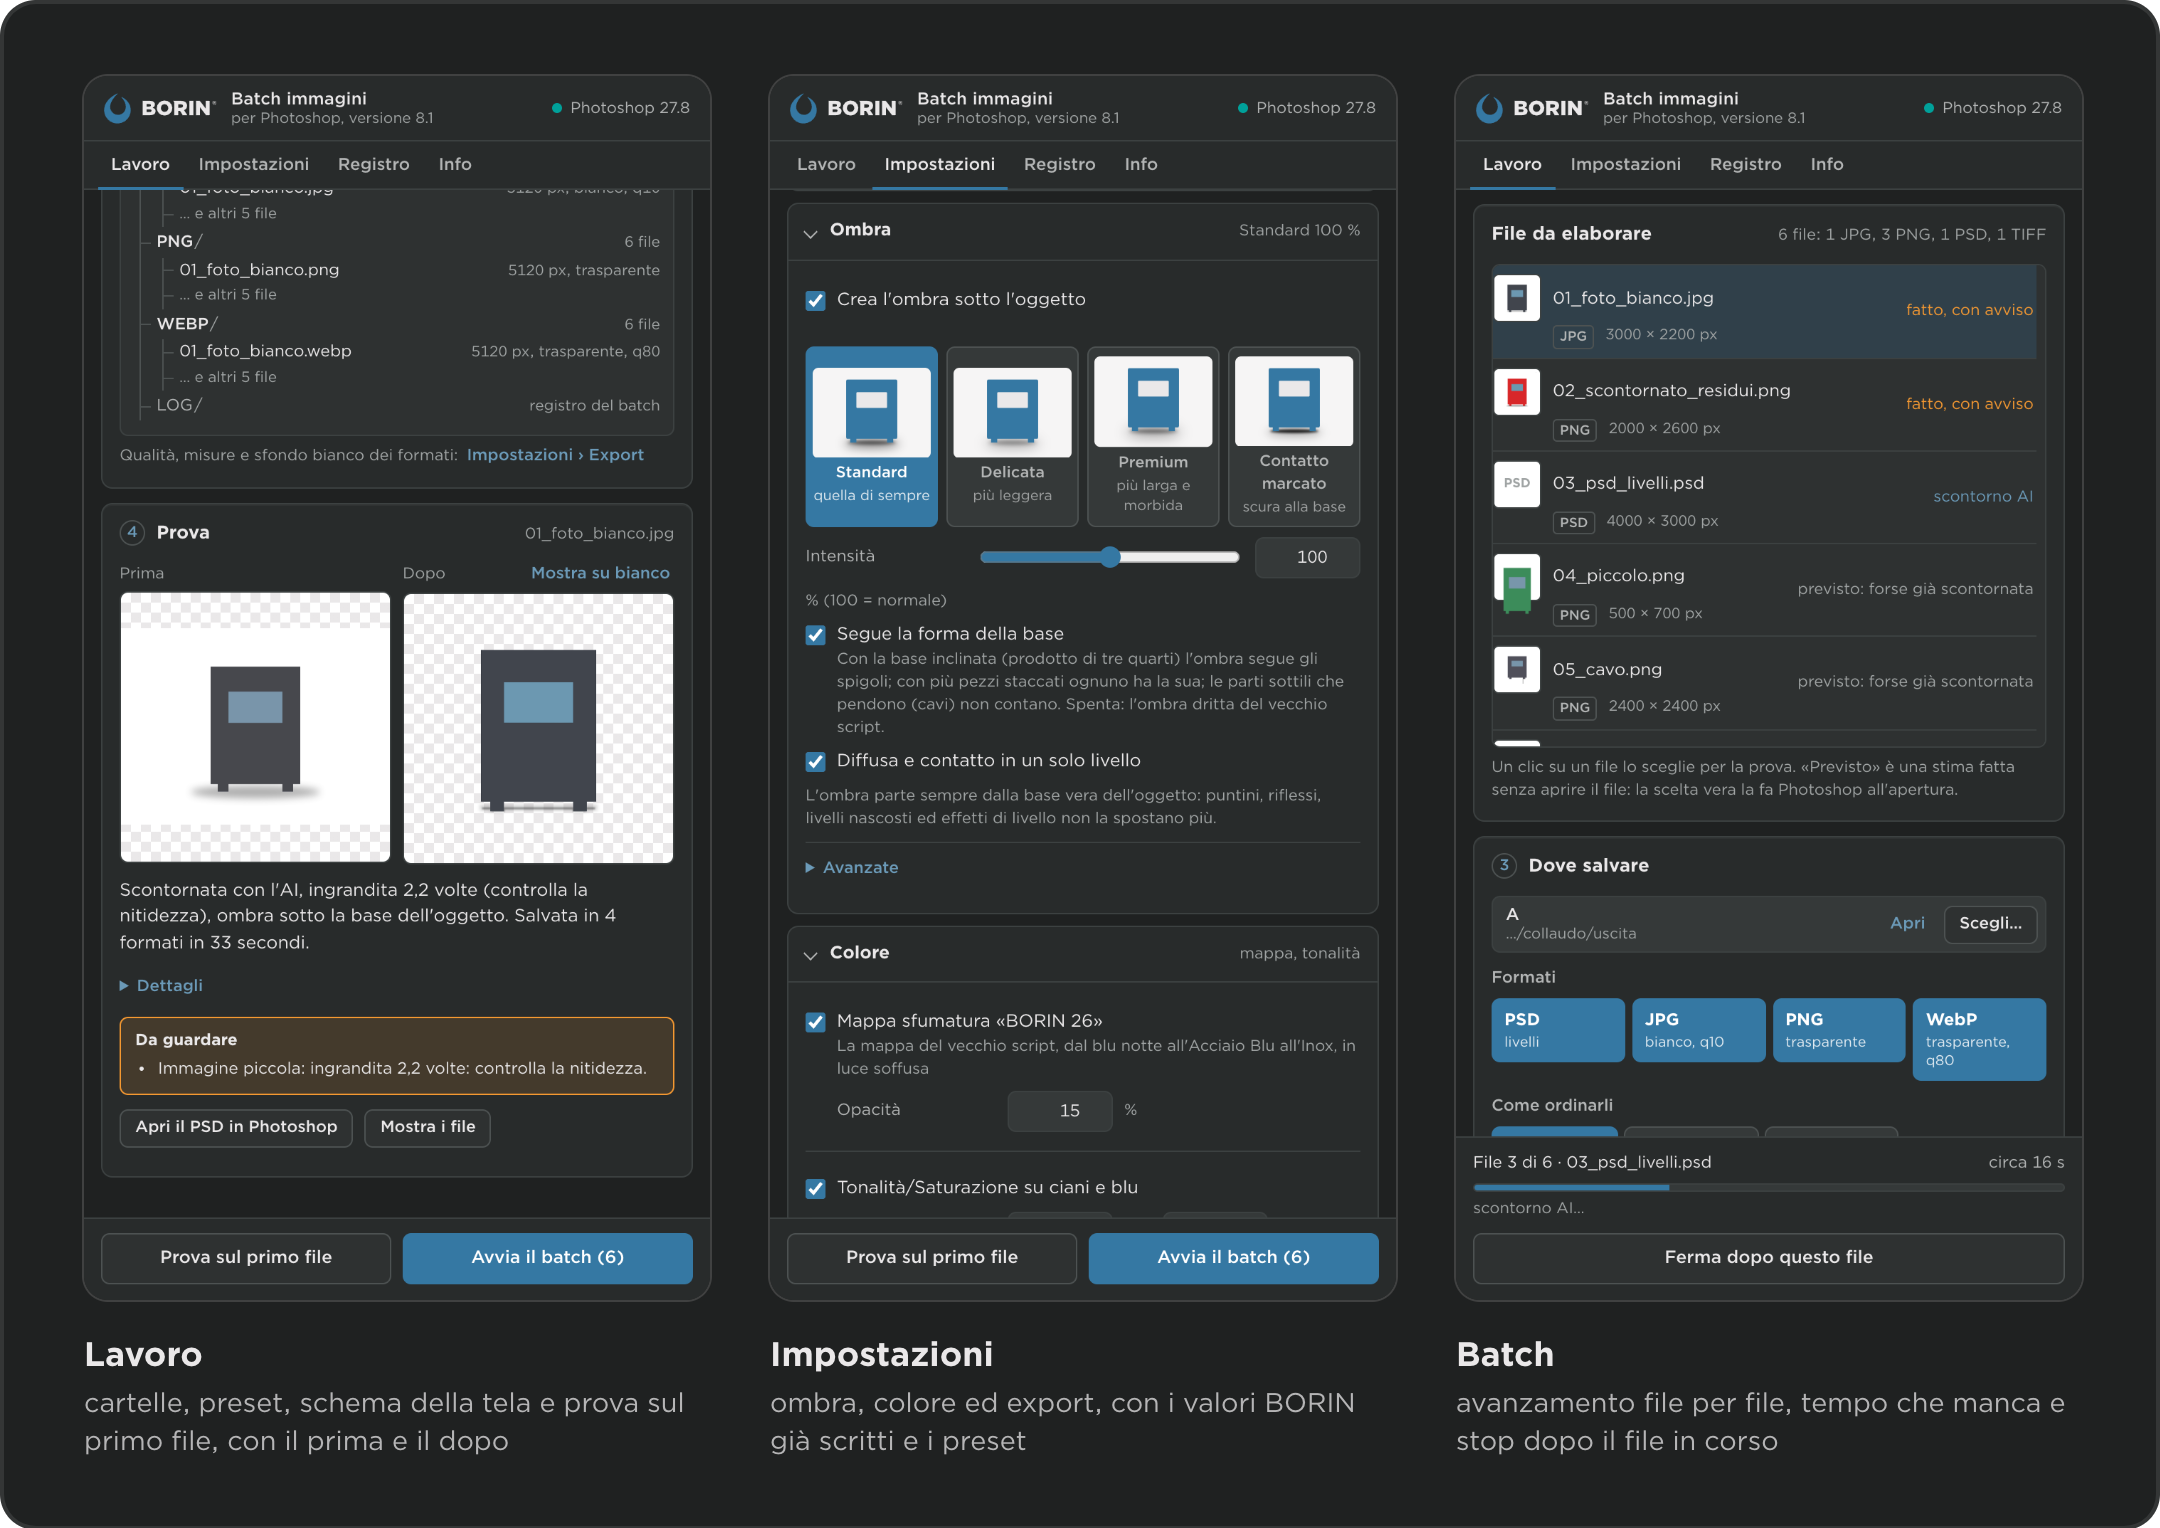 BORIN®
Batch immagini
per Photoshop, versione 8.1
Photoshop 27.8
Lavoro
Impostazioni
Registro
Info
01_foto_bianco.jpg
5120 px, bianco, q10
... e altri 5 file
PNG/
6 file
01_foto_bianco.png
5120 px, trasparente
... e altri 5 file
WEBP/
6 file
01_foto_bianco.webp
5120 px, trasparente, q80
... e altri 5 file
LOG/
registro del batch
Qualità, misure e sfondo bianco dei formati: Impostazioni › Export
4
Prova
01_foto_bianco.jpg
Prima
Dopo
Mostra su bianco
Scontornata con l'AI, ingrandita 2,2 volte (controlla la
nitidezza), ombra sotto la base dell'oggetto. Salvata in 4
formati in 33 secondi.
Dettagli
Da guardare
• Immagine piccola: ingrandita 2,2 volte: controlla la nitidezza.
Apri il PSD in Photoshop
Mostra i file
Prova sul primo file
Avvia il batch (6)
Lavoro
cartelle, preset, schema della tela e prova sul
primo file, con il prima e il dopo
BORIN®
Batch immagini
per Photoshop, versione 8.1
Photoshop 27.8
Lavoro
Impostazioni
Registro
Info
Ombra
Standard 100 %
Crea l'ombra sotto l'oggetto
Standard
quella di sempre
Delicata
più leggera
Premium
più larga e
morbida
Contatto
marcato
scura alla base
Intensità
100
% (100 = normale)
Segue la forma della base
Con la base inclinata (prodotto di tre quarti) l'ombra segue gli
spigoli; con più pezzi staccati ognuno ha la sua; le parti sottili che
pendono (cavi) non contano. Spenta: l'ombra dritta del vecchio
script.
Diffusa e contatto in un solo livello
L'ombra parte sempre dalla base vera dell'oggetto: puntini, riflessi,
livelli nascosti ed effetti di livello non la spostano più.
Avanzate
Colore
mappa, tonalità
Mappa sfumatura «BORIN 26»
La mappa del vecchio script, dal blu notte all'Acciaio Blu all'Inox, in
luce soffusa
Opacità
15
%
Tonalità/Saturazione su ciani e blu
Prova sul primo file
Avvia il batch (6)
Impostazioni
ombra, colore ed export, con i valori BORIN
già scritti e i preset
BORIN®
Batch immagini
per Photoshop, versione 8.1
Photoshop 27.8
Lavoro
Impostazioni
Registro
Info
File da elaborare
6 file: 1 JPG, 3 PNG, 1 PSD, 1 TIFF
01_foto_bianco.jpg
JPG 3000 × 2200 px
fatto, con avviso
02_scontornato_residui.png
PNG 2000 × 2600 px
fatto, con avviso
PSD
03_psd_livelli.psd
PSD 4000 × 3000 px
scontorno AI
04_piccolo.png
PNG 500 × 700 px
previsto: forse già scontornata
05_cavo.png
PNG 2400 × 2400 px
previsto: forse già scontornata
Un clic su un file lo sceglie per la prova. «Previsto» è una stima fatta
senza aprire il file: la scelta vera la fa Photoshop all'apertura.
3
Dove salvare
A
.../collaudo/uscita
Apri
Scegli...
Formati
PSD
livelli
JPG
bianco, q10
PNG
trasparente
WebP
trasparente,
q80
Come ordinarli
File 3 di 6 · 03_psd_livelli.psd
circa 16 s
scontorno AI...
Ferma dopo questo file
Batch
avanzamento file per file, tempo che manca e
stop dopo il file in corso